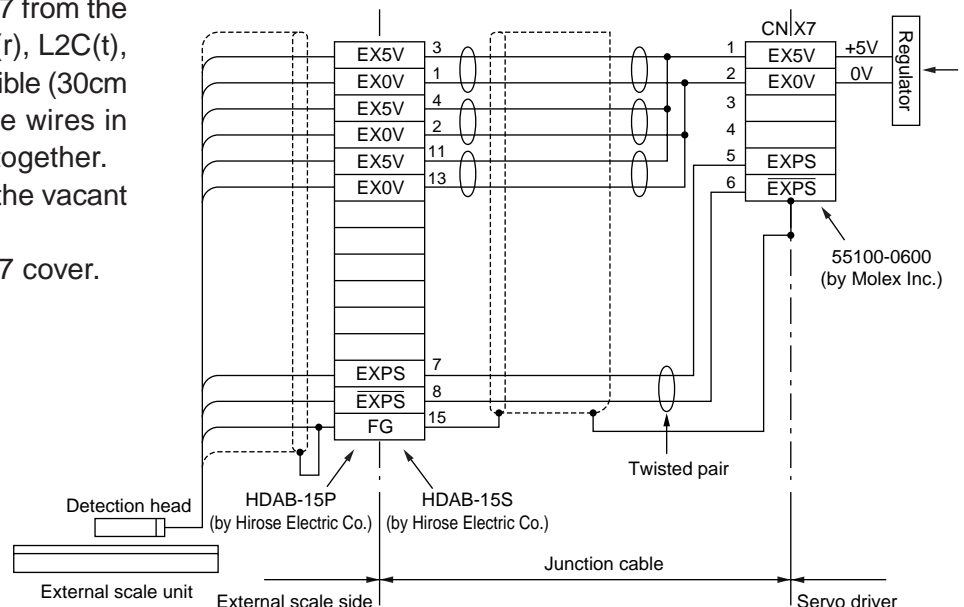 7 from the
(r), L2C(t),
ible (30cm
e wires in
together.
the vacant
7 cover.
EX5V 3
EX0V 1
EX5V 4
EX0V 2
EX5V 11
EX0V 13
EXPS 7
EXPS 8
FG 15
CN X7
1 EX5V +5V
2 EX0V 0V
3
4
5 EXPS
6 EXPS
Regulator
55100-0600
(by Molex Inc.)
Twisted pair
HDAB-15P
(by Hirose Electric Co.)
HDAB-15S
(by Hirose Electric Co.)
Detection head
External scale unit
External scale side
Junction cable
Servo driver